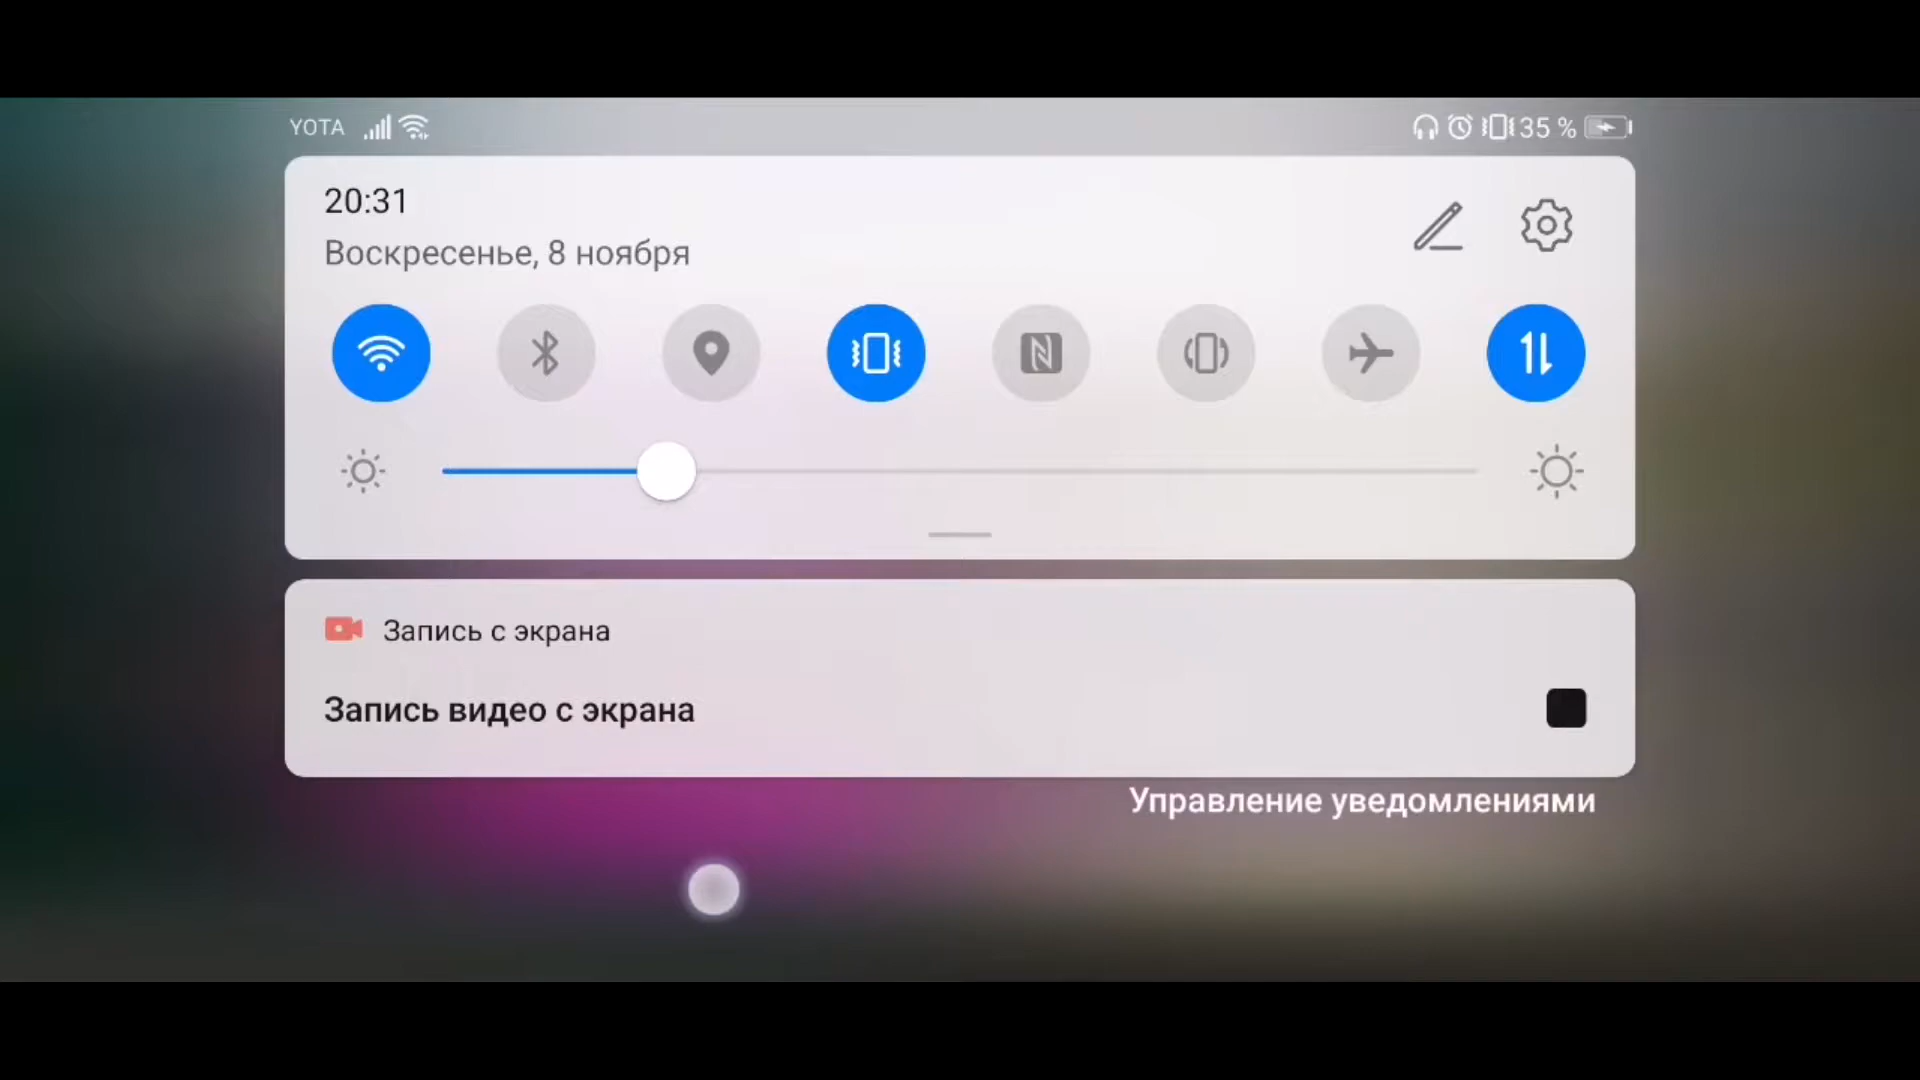 YOTA
35 %
20:31
Воскресенье, 8 ноября
Запись с экрана
Запись видео с экрана
Управление уведомлениями